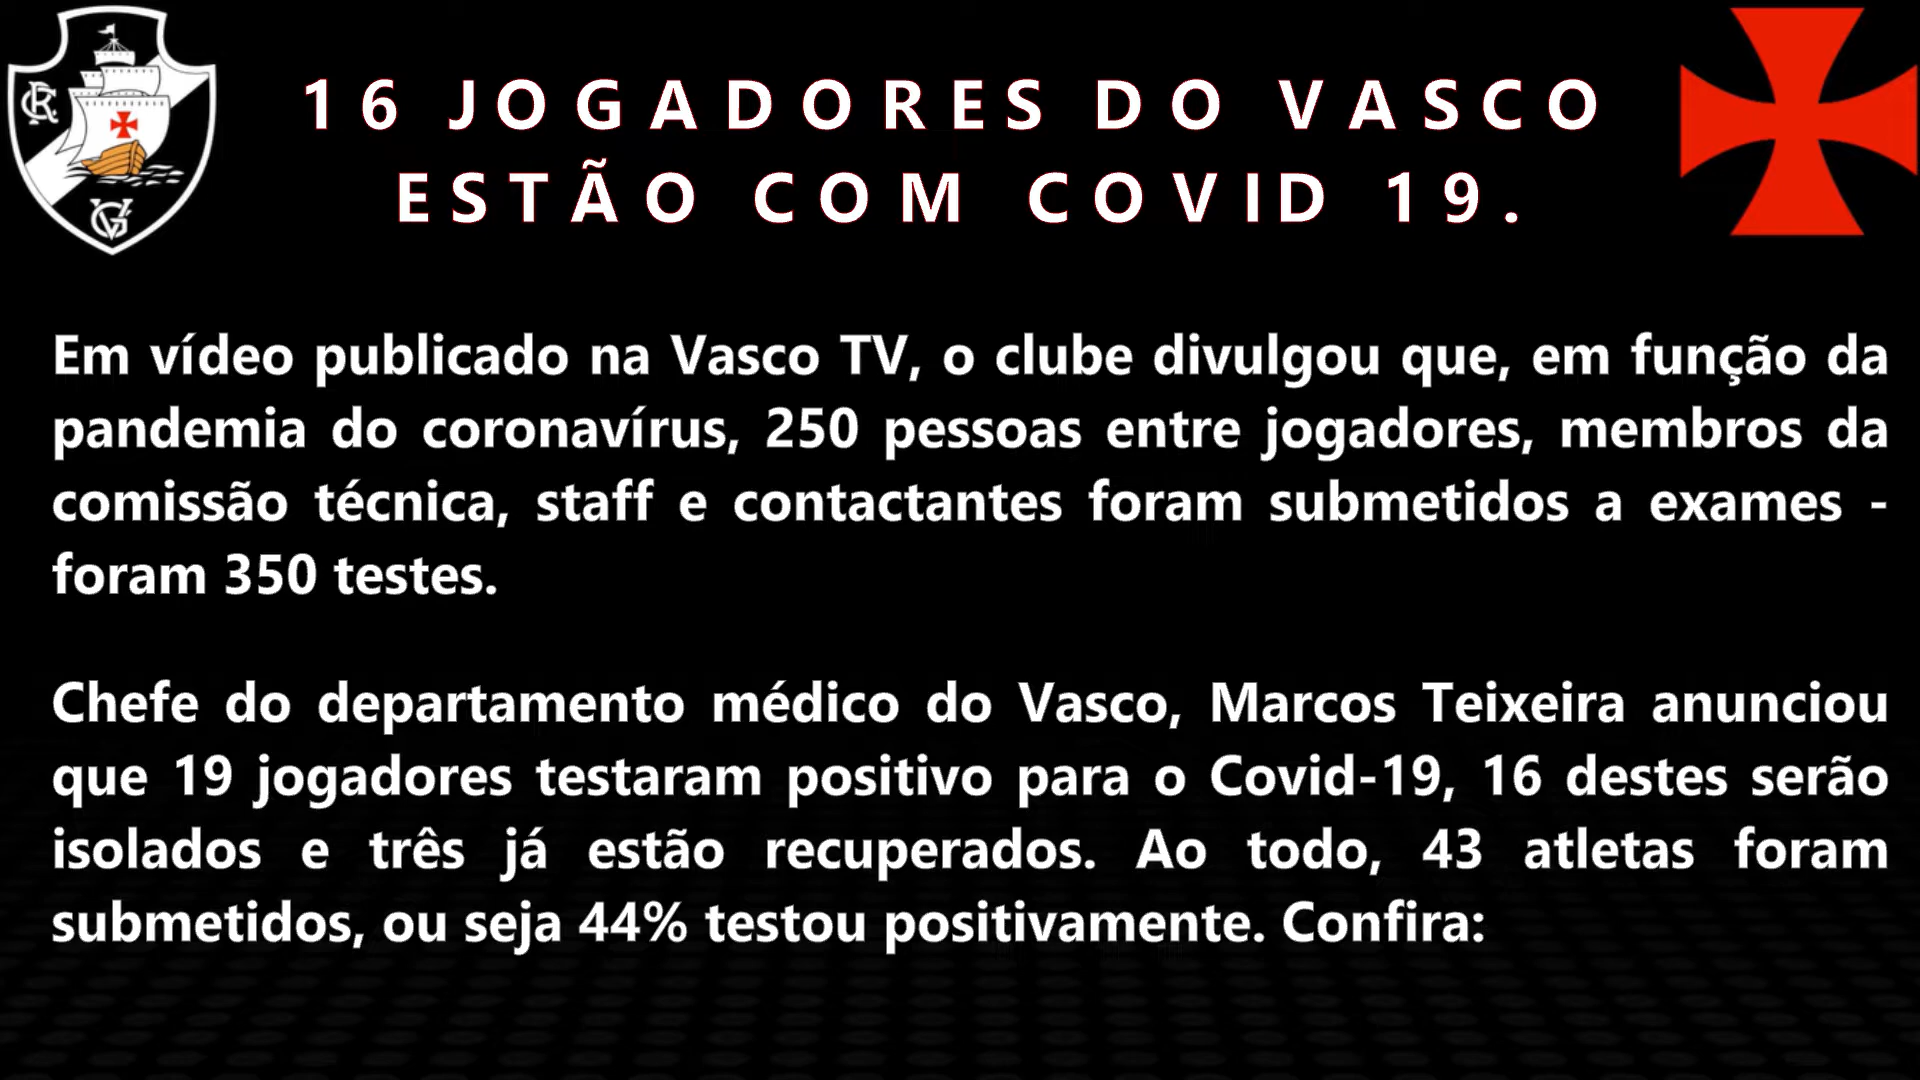 16 JOGADORES DO VASCO
ESTÃO COM COVID 19.
Em vídeo publicado na Vasco TV, o clube divulgou que, em função da
pandemia do coronavírus, 250 pessoas entre jogadores, membros da
comissão técnica, staff e contactantes foram submetidos a exames -
foram 350 testes.
Chefe do departamento médico do Vasco, Marcos Teixeira anunciou
que 19 jogadores testaram positivo para o Covid-19, 16 destes serão
isolados e três já estão recuperados. Ao todo, 43 atletas foram
submetidos, ou seja 44% testou positivamente. Confira: